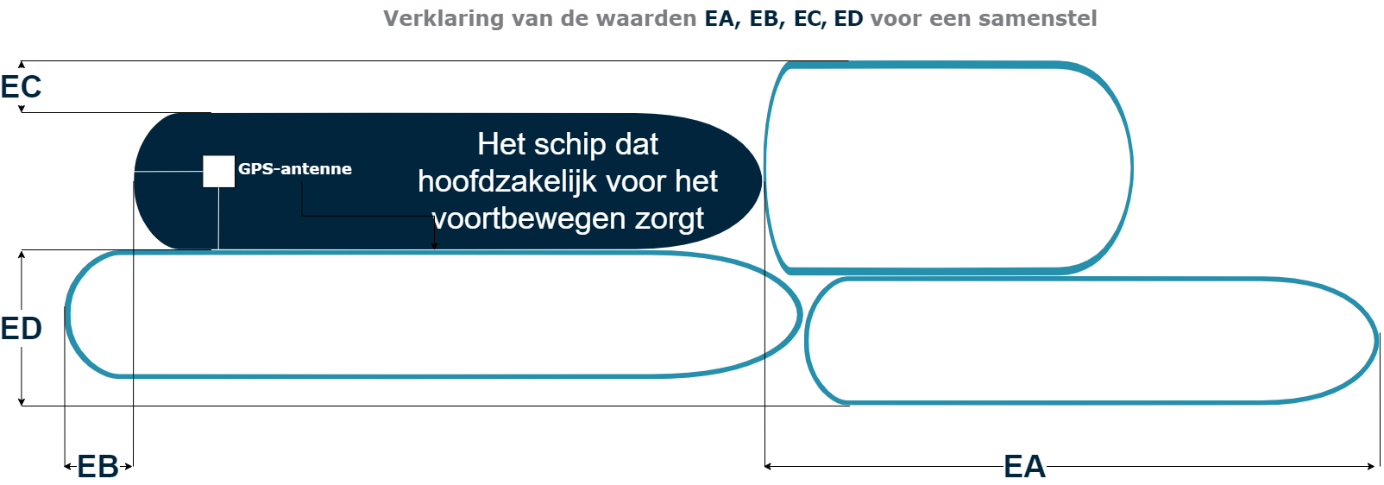 Verklaring van de waarden EA, EB, EC, ED voor een samenstel
EC
Het schip dat
hoofdzakelijk voor het
voortbewegen zorgt
GPS-antenne
ED
EB
EA